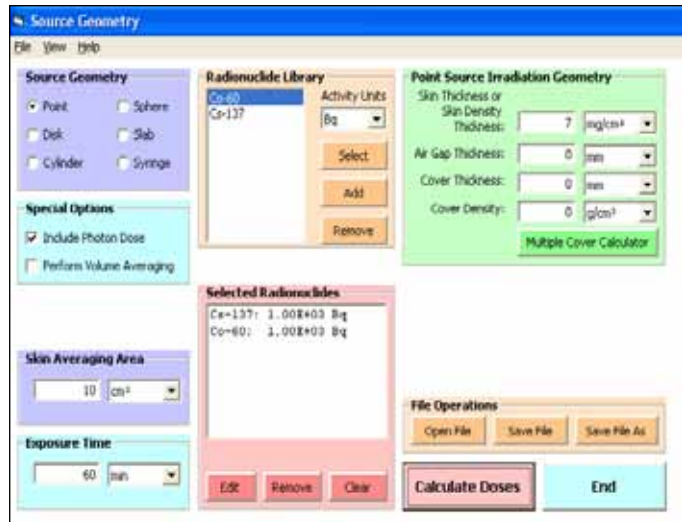 Source Geometry
File View Help
Source Geometry
Point
Sphere
Disk
Slab
Cylinder
Syringe
Special Options
Include Photon Dose
Perform Volume Averaging
Skin Averaging Area
10 cm²
Exposure Time
60 min
Radionuclide Library
Co-60
Cs-137
Activity Units
Bq
Select
Add
Remove
Selected Radionuclides
Cs-137: 1.00E+03 Bq
Co-60: 1.00E+03 Bq
Edit Remove Clear
Point Source Irradiation Geometry
Skin Thickness or
Skin Density
Thickness: 7 mg/cm²
Air Gap Thickness: 0 mm
Cover Thickness: 0 mm
Cover Density: 0 g/cm³
Multiple Cover Calculator
File Operations
Open File Save File Save File As
Calculate Doses End